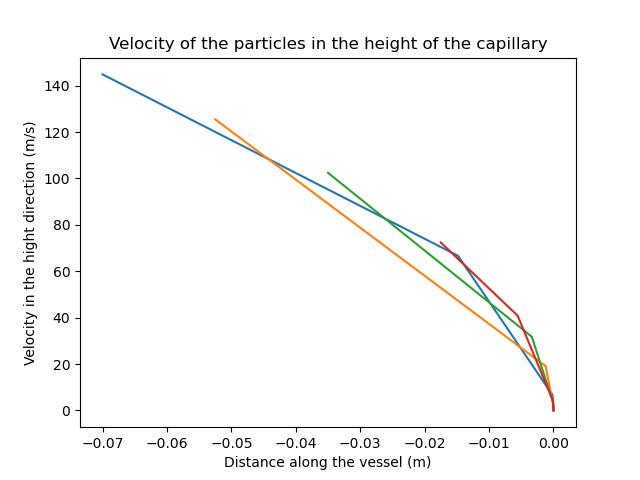 Velocity of the particles in the height of the capillary
Velocity in the hight direction (m/s)
140
120
100
80
60
40
20
0
−0.07 −0.06 −0.05 −0.04 −0.03 −0.02 −0.01 0.00
Distance along the vessel (m)